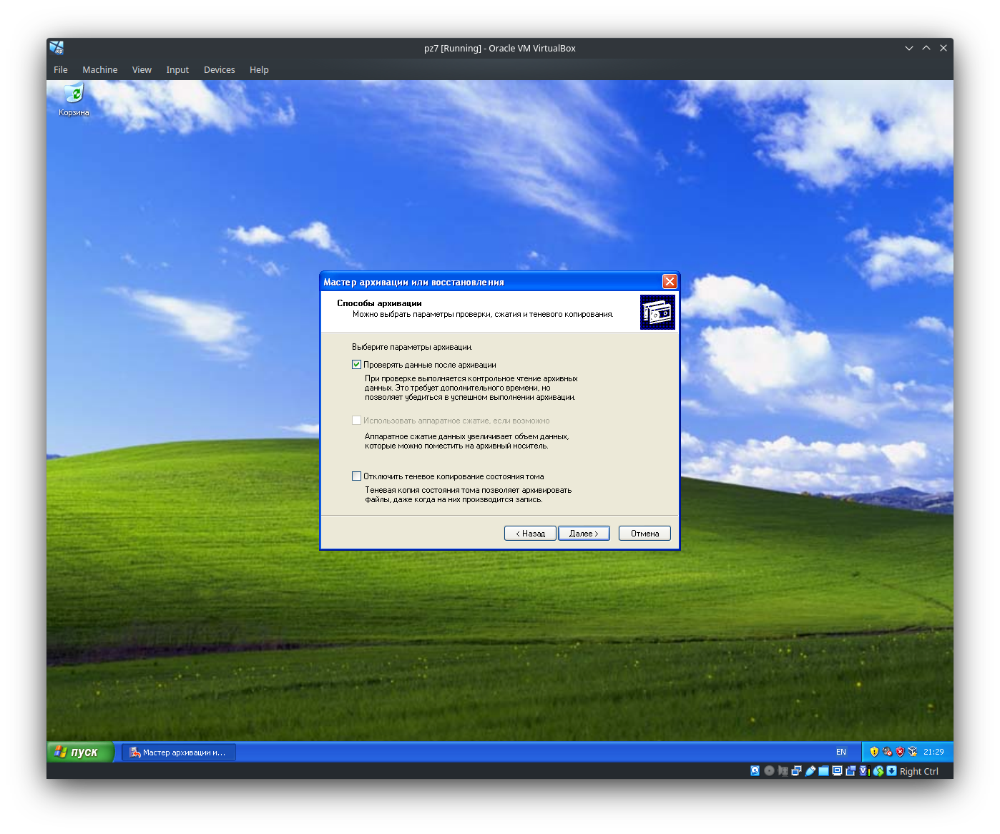 pz7 [Running] - Oracle VM VirtualBox
File Machine View Input Devices Help
Корзина
Мастер архивации или восстановления
Способы архивации
Можно выбрать параметры проверки, сжатия и теневого копирования.
Выберите параметры архивации.
Проверять данные после архивации
При проверке выполняется контрольное чтение архивных
данных. Это требует дополнительного времени, но
позволяет убедиться в успешном выполнении архивации.
Использовать аппаратное сжатие, если возможно
Аппаратное сжатие данных увеличивает объем данных,
которые можно поместить на архивный носитель.
Отключить теневое копирование состояния тома
Теневая копия состояния тома позволяет архивировать
файлы, даже когда на них производится запись.
< Назад Далее > Отмена
пуск Мастер архивации и... EN 21:29
Right Ctrl